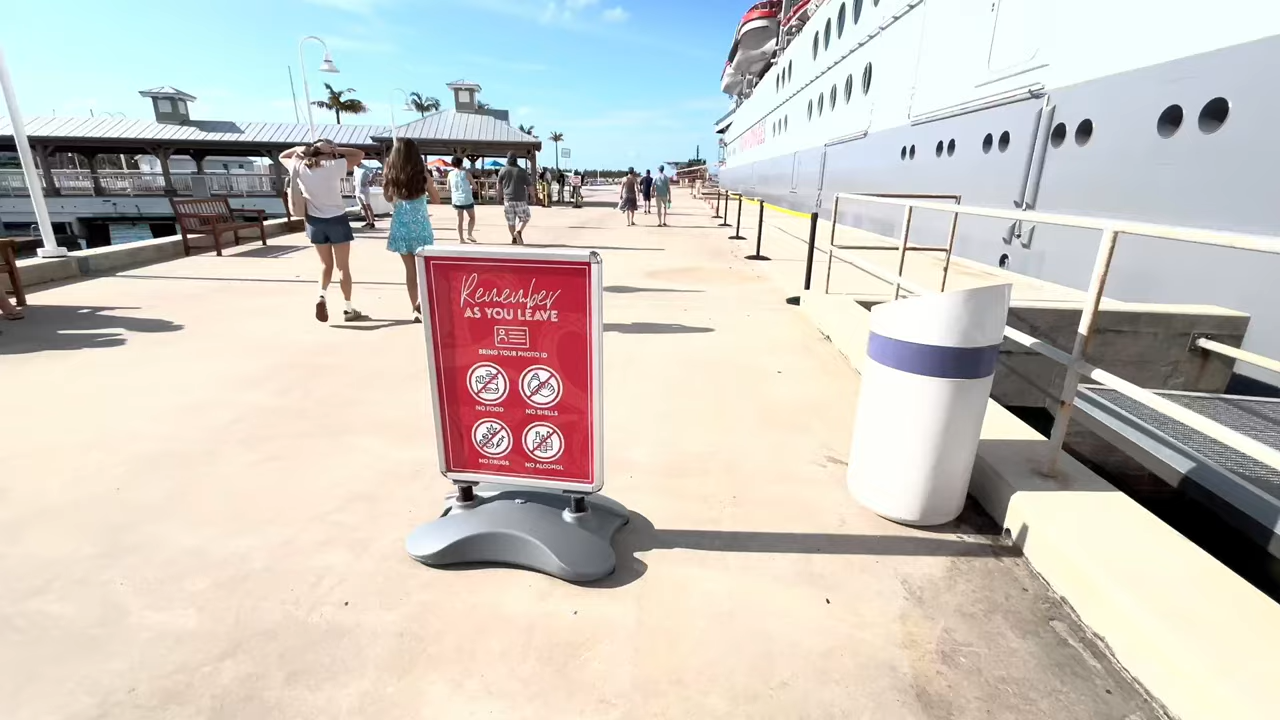 Remember
AS YOU LEAVE
BRING YOUR PHOTO ID
NO FOOD
NO SHELLS
NO DRUGS
NO ALCOHOL